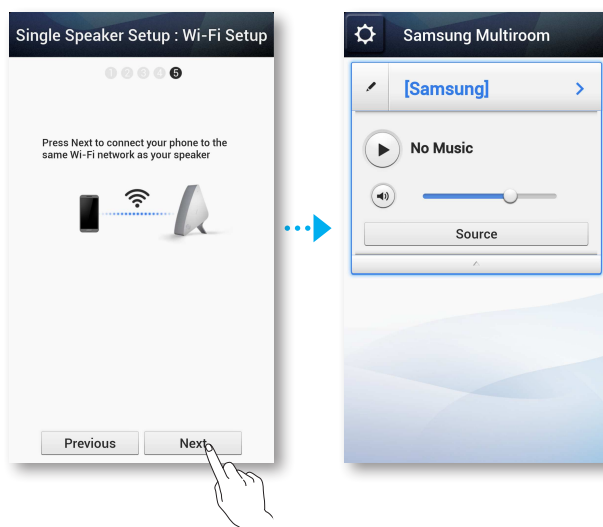 Single Speaker Setup : Wi-Fi Setup
1 2 3 4 5
Press Next to connect your phone to the
same Wi-Fi network as your speaker
Previous
Next
Samsung Multiroom
[Samsung]
No Music
Source